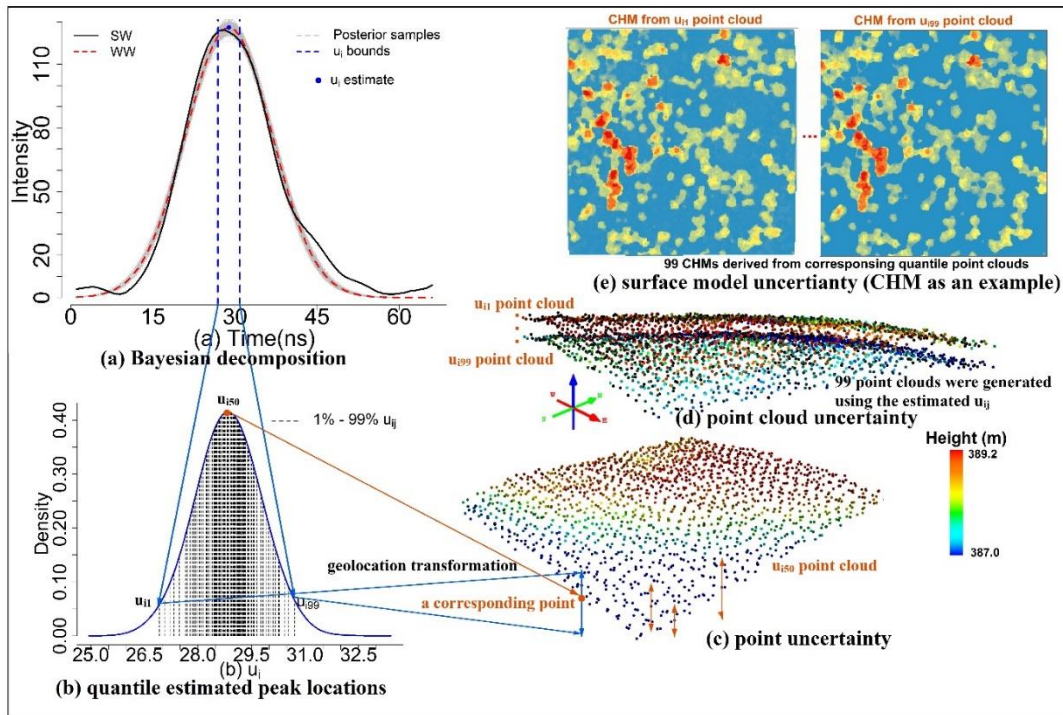 SW
WW
Posterior samples
uᵢ bounds
uᵢ estimate
Intensity
110
80
50
20
0
0
15
30
45
60
(a) Time(ns)
(a) Bayesian decomposition
CHM from uᵢ₁ point cloud
CHM from uᵢ₉₉ point cloud
...
99 CHMs derived from corresponsing quantile point clouds
(e) surface model uncertianty (CHM as an example)
uᵢ₁ point cloud
uᵢ₉₉ point cloud
99 point clouds were generated
using the estimated uᵢⱼ
(d) point cloud uncertainty
Height (m)
389.2
387.0
uᵢ₅₀
1% - 99% uᵢⱼ
Density
0.40
0.30
0.20
0.10
0.00
uᵢ₁
uᵢ₉₉
25.0
26.5
28.0
29.5
31.0
32.5
(b) uᵢ
(b) quantile estimated peak locations
geolocation transformation
a corresponding point
uᵢ₅₀ point cloud
(c) point uncertainty